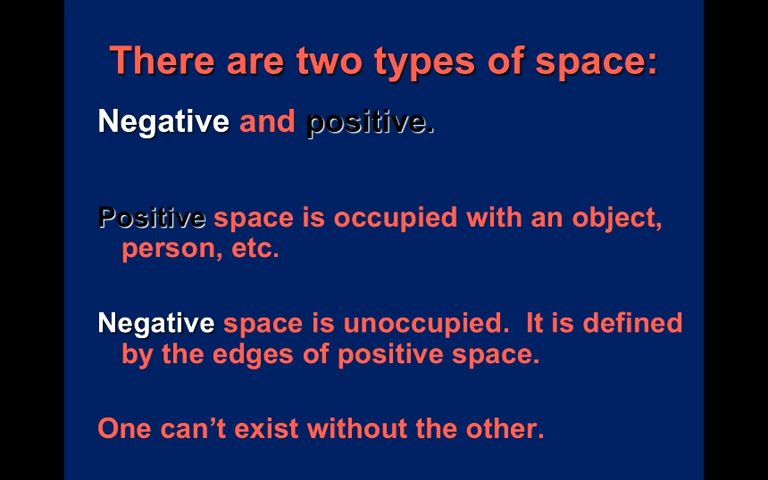 There are two types of space:
Negative and positive.
Positive space is occupied with an object,
person, etc.
Negative space is unoccupied.  It is defined
by the edges of positive space.
One can’t exist without the other.